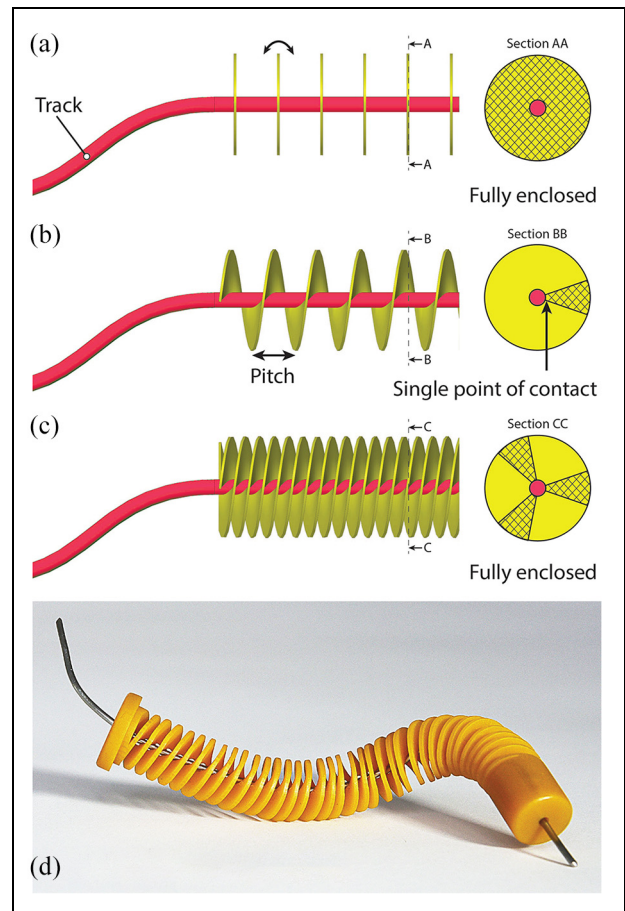 (a)
A
Section AA
Track
A
Fully enclosed
(b)
B
Section BB
B
Pitch
Single point of contact
(c)
C
Section CC
C
Fully enclosed
(d)